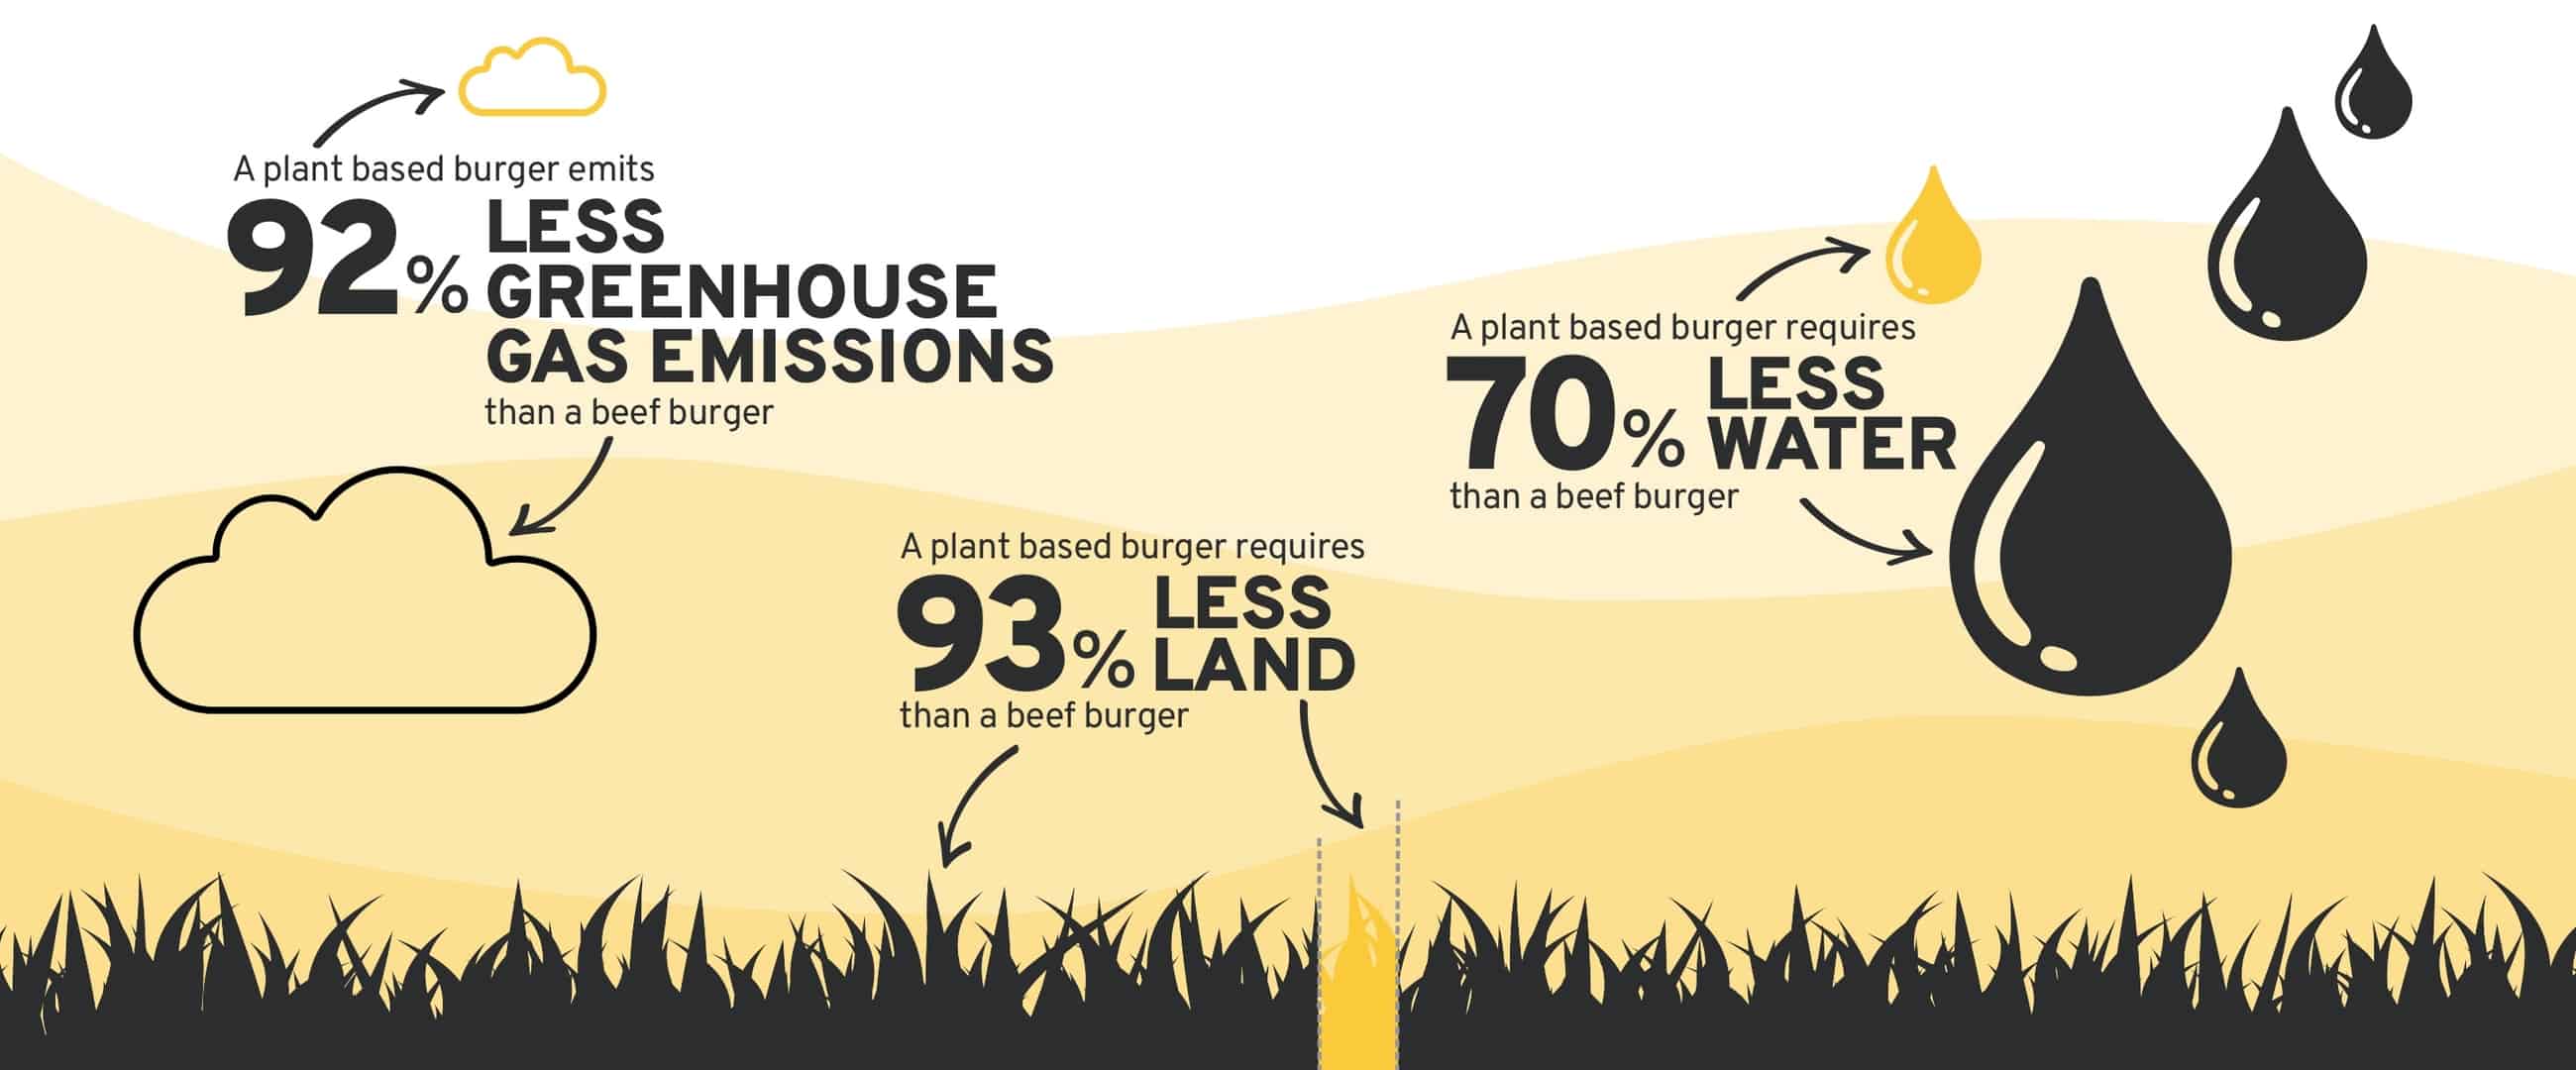 A plant based burger emits
92% LESS
GREENHOUSE
GAS EMISSIONS
than a beef burger
A plant based burger requires
70% LESS
WATER
than a beef burger
A plant based burger requires
93% LESS
LAND
than a beef burger